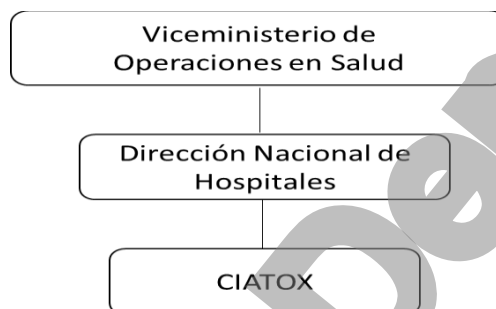 Viceministerio de
Operaciones en Salud
Dirección Nacional de
Hospitales
CIATOX